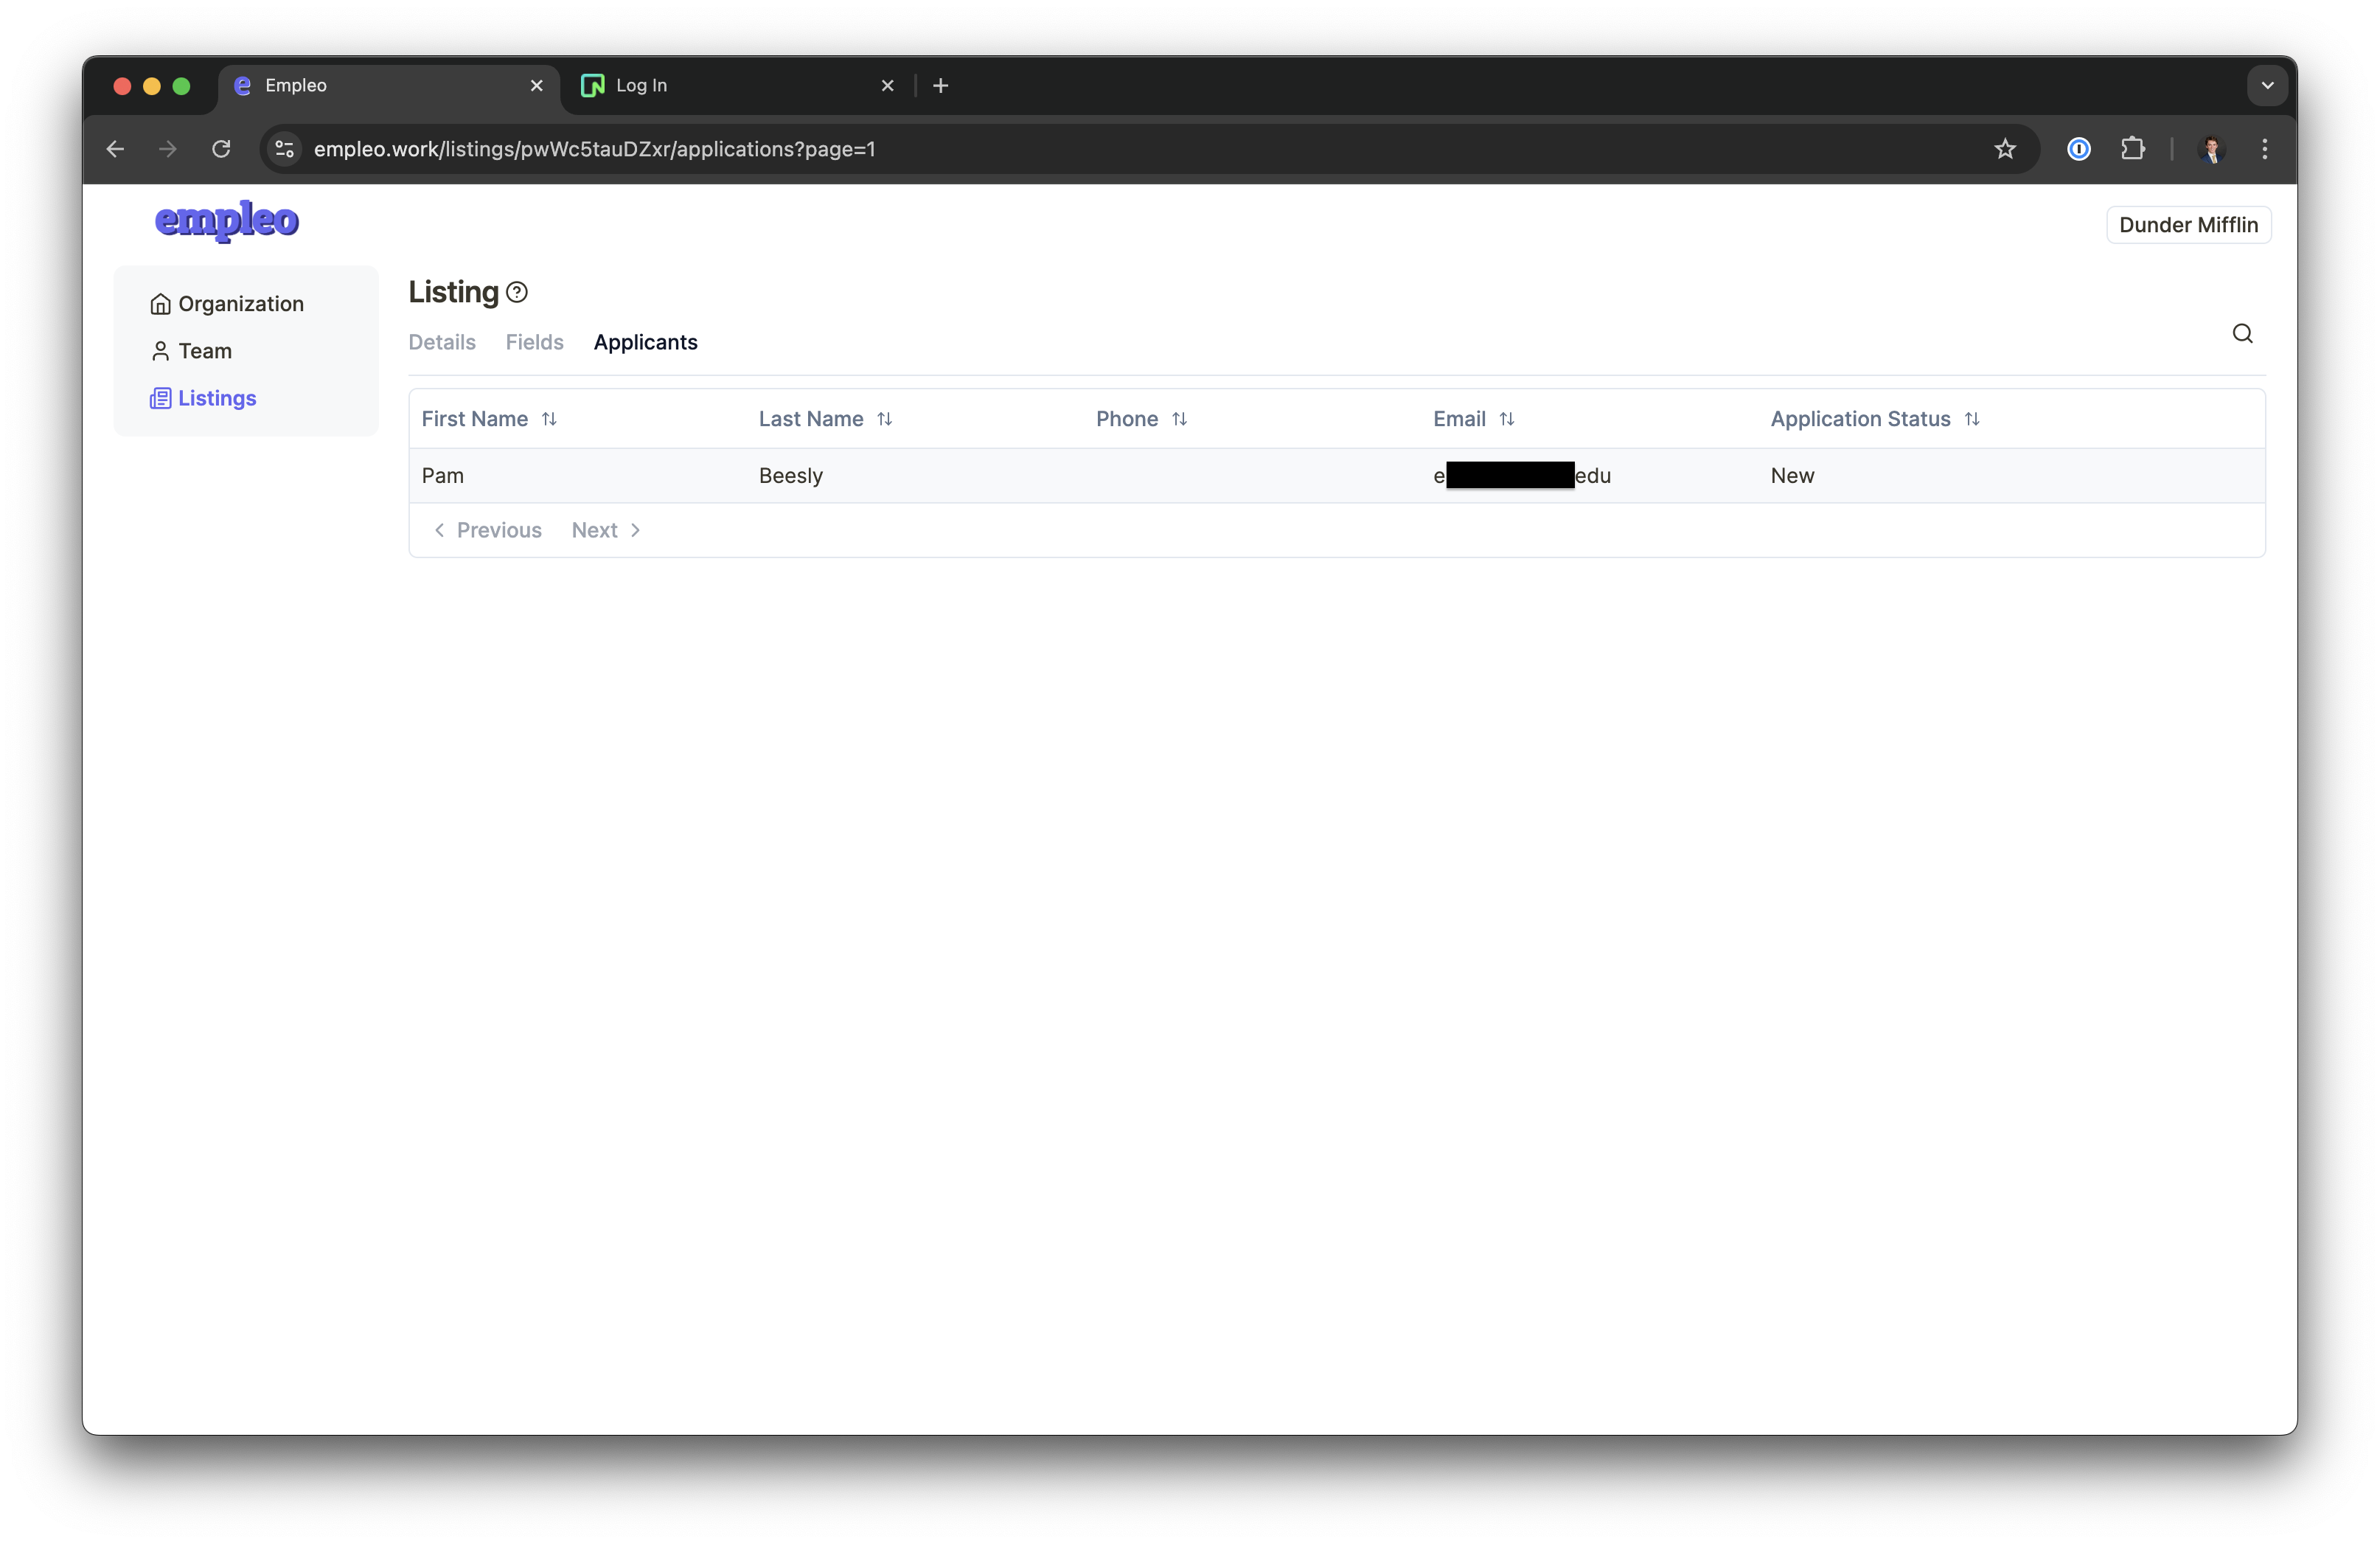 Empleo
Log In
empleo.work/listings/pwWc5tauDZxr/applications?page=1
empleo
Dunder Mifflin
Organization
Team
Listings
Listing
Details Fields Applicants
First Name Last Name Phone Email Application Status
Pam Beesly e edu New
Previous Next